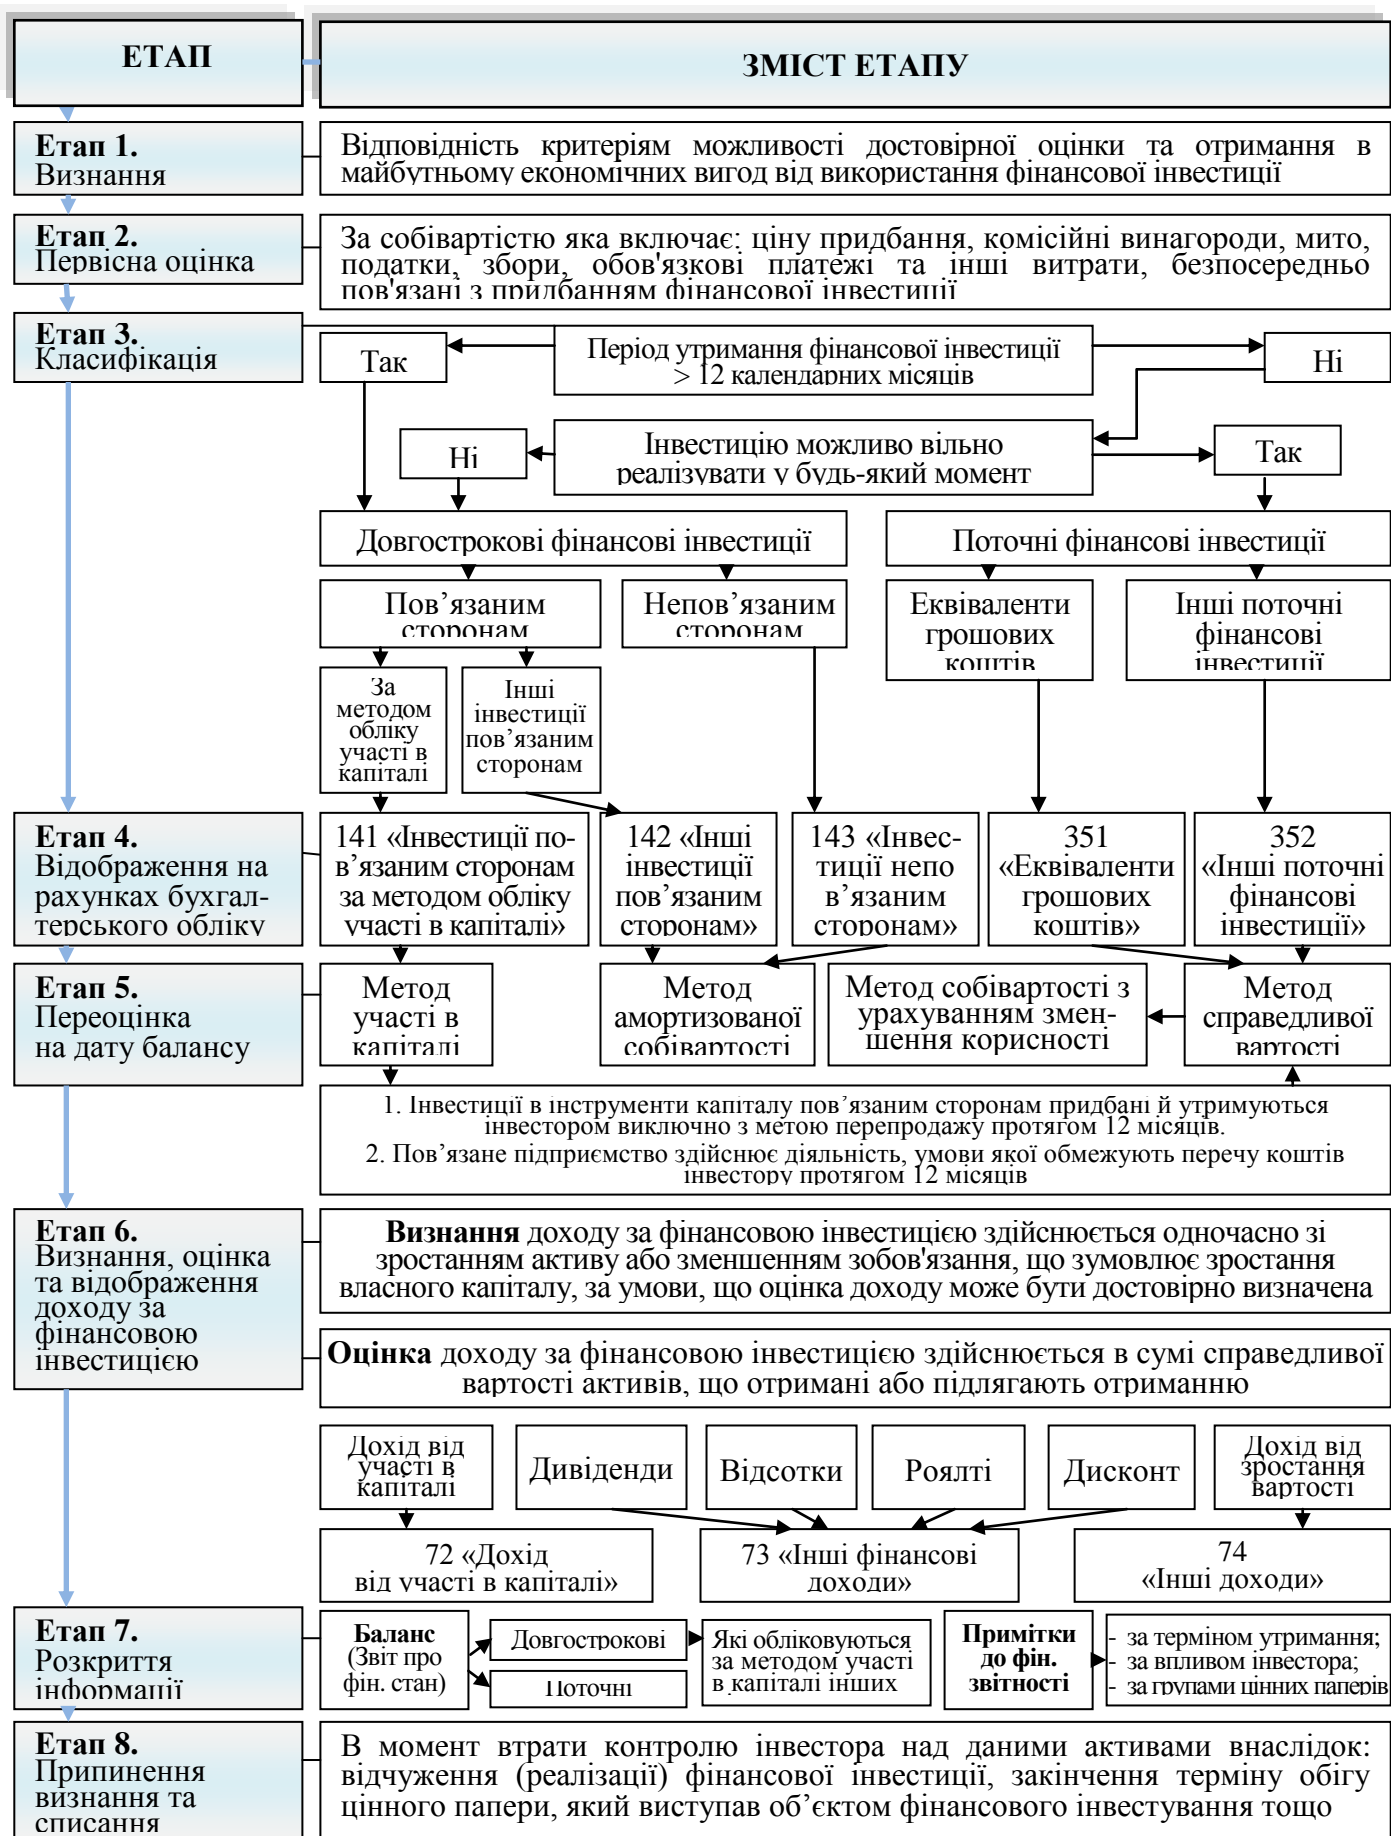 ЕТАП
ЗМІСТ ЕТАПУ
Етап 1.
Визнання
Відповідність критеріям можливості достовірної оцінки та отримання в
майбутньому економічних вигод від використання фінансової інвестиції
Етап 2.
Первісна оцінка
За собівартістю яка включає: ціну придбання, комісійні винагороди, мито,
податки, збори, обов'язкові платежі та інші витрати, безпосередньо
пов'язані з придбанням фінансової інвестиції
Етап 3.
Класифікація
Так
Період утримання фінансової інвестиції
> 12 календарних місяців
Ні
Ні
Інвестицію можливо вільно
реалізувати у будь-який момент
Так
Довгострокові фінансові інвестиції
Поточні фінансові інвестиції
Пов’язаним
сторонам
Непов’язаним
сторонам
Еквіваленти
грошових
коштів
Інші поточні
фінансові
інвестиції
За
методом
обліку
участі в
капіталі
Інші
інвестиції
пов’язаним
сторонам
Етап 4.
Відображення на
рахунках бухгал-
терського обліку
141 «Інвестиції по-
в’язаним сторонам
за методом обліку
участі в капіталі»
142 «Інші
інвестиції
пов’язаним
сторонам»
143 «Інвес-
тиції непо
в’язаним
сторонам»
351
«Еквіваленти
грошових
коштів»
352
«Інші поточні
фінансові
інвестиції»
Етап 5.
Переоцінка
на дату балансу
Метод
участі в
капіталі
Метод
амортизованої
собівартості
Метод собівартості з
урахуванням змен-
шення корисності
Метод
справедливої
вартості
1. Інвестиції в інструменти капіталу пов’язаним сторонам придбані й утримуються
інвестором виключно з метою перепродажу протягом 12 місяців.
2. Пов’язане підприємство здійснює діяльність, умови якої обмежують перечу коштів
інвестору протягом 12 місяців
Етап 6.
Визнання, оцінка
та відображення
доходу за
фінансовою
інвестицією
Визнання доходу за фінансовою інвестицією здійснюється одночасно зі
зростанням активу або зменшенням зобов'язання, що зумовлює зростання
власного капіталу, за умови, що оцінка доходу може бути достовірно визначена
Оцінка доходу за фінансовою інвестицією здійснюється в сумі справедливої
вартості активів, що отримані або підлягають отриманню
Дохід від
участі в
капіталі
Дивіденди
Відсотки
Роялті
Дисконт
Дохід від
зростання
вартості
72 «Дохід
від участі в капіталі»
73 «Інші фінансові
доходи»
74
«Інші доходи»
Етап 7.
Розкриття
інформації
Баланс
(Звіт про
фін. стан)
Довгострокові
Поточні
Які обліковуються
за методом участі
в капіталі інших
Примітки
до фін.
звітності
- за терміном утримання;
- за впливом інвестора;
- за групами цінних паперів
Етап 8.
Припинення
визнання та
списання
В момент втрати контролю інвестора над даними активами внаслідок:
відчуження (реалізації) фінансової інвестиції, закінчення терміну обігу
цінного папери, який виступав об’єктом фінансового інвестування тощо